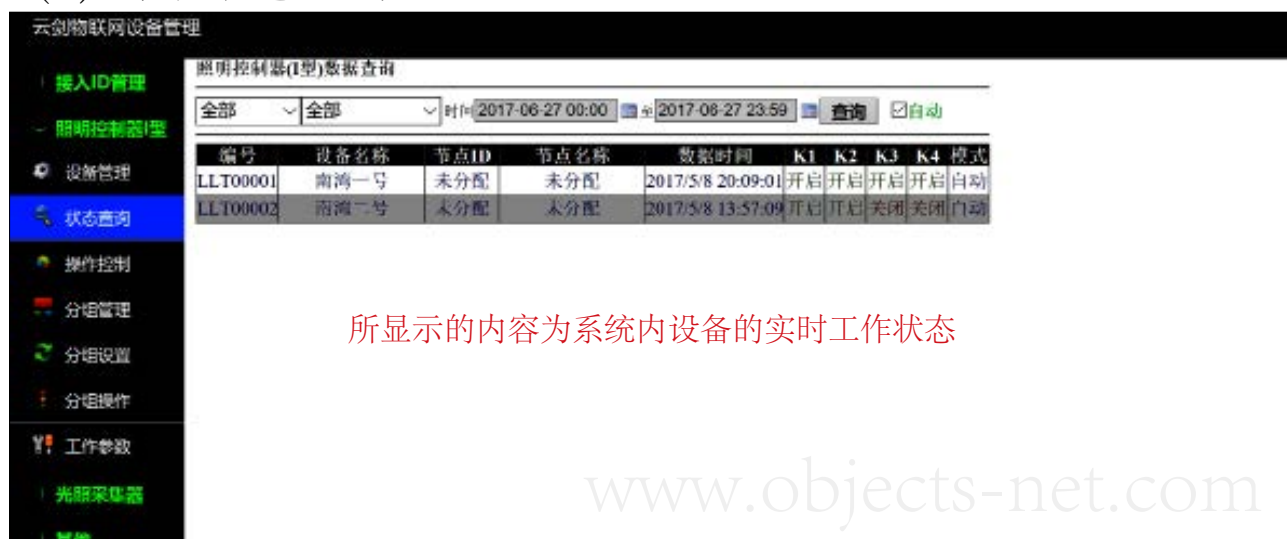 云剑物联网设备管理
接入ID管理
照明控制器I型
设备管理
状态查询
操作控制
分组管理
分组设置
分组操作
工作参数
光照采集器
其他
照明控制器(I型)数据查询
全部 全部 时间 2017-06-27 00:00 至 2017-06-27 23:59 查询 自动
编号 设备名称 节点ID 节点名称 数据时间 K1 K2 K3 K4 模式
LLT00001 南湾一号 未分配 未分配 2017/5/8 20:09:01 开启 开启 开启 开启 自动
LLT00002 南湾二号 未分配 未分配 2017/5/8 13:57:09 开启 开启 关闭 关闭 自动
所显示的内容为系统内设备的实时工作状态
www.objects-net.com